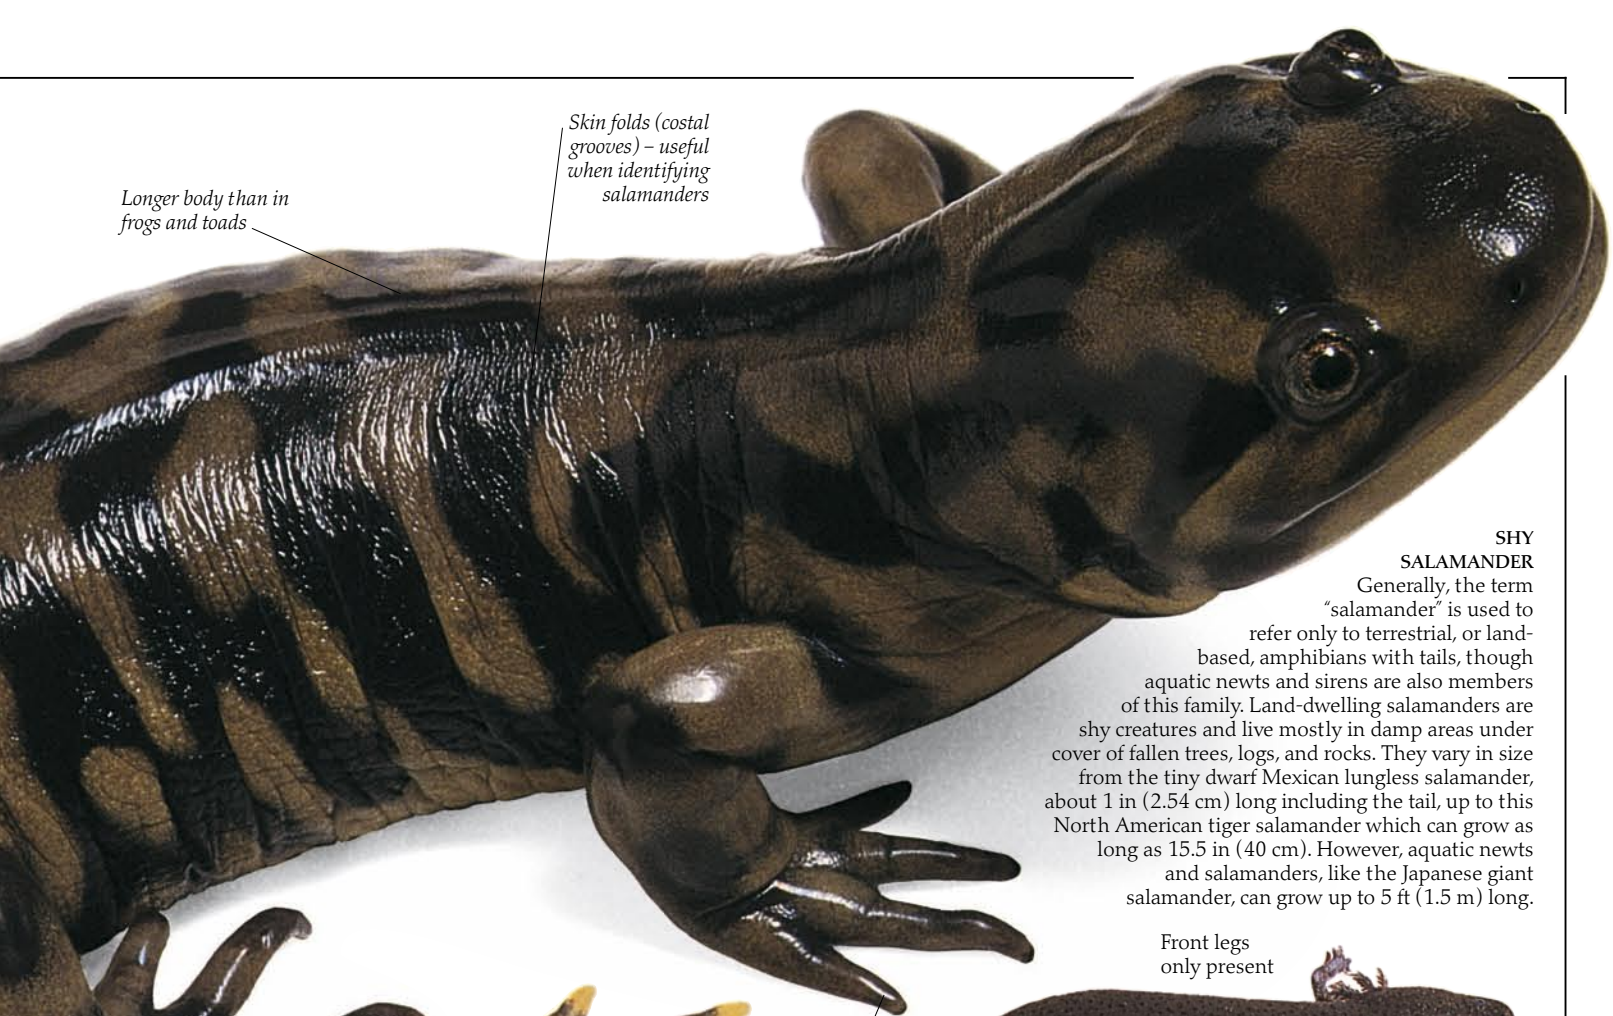 Skin folds (costal
grooves) – useful
when identifying
salamanders
Longer body than in
frogs and toads
SHY
SALAMANDER
Generally, the term
“salamander” is used to
refer only to terrestrial, or land-
based, amphibians with tails, though
aquatic newts and sirens are also members
of this family. Land-dwelling salamanders are
shy creatures and live mostly in damp areas under
cover of fallen trees, logs, and rocks. They vary in size
from the tiny dwarf Mexican lungless salamander,
about 1 in (2.54 cm) long including the tail, up to this
North American tiger salamander which can grow as
long as 15.5 in (40 cm). However, aquatic newts
and salamanders, like the Japanese giant
salamander, can grow up to 5 ft (1.5 m) long.
Front legs
only present